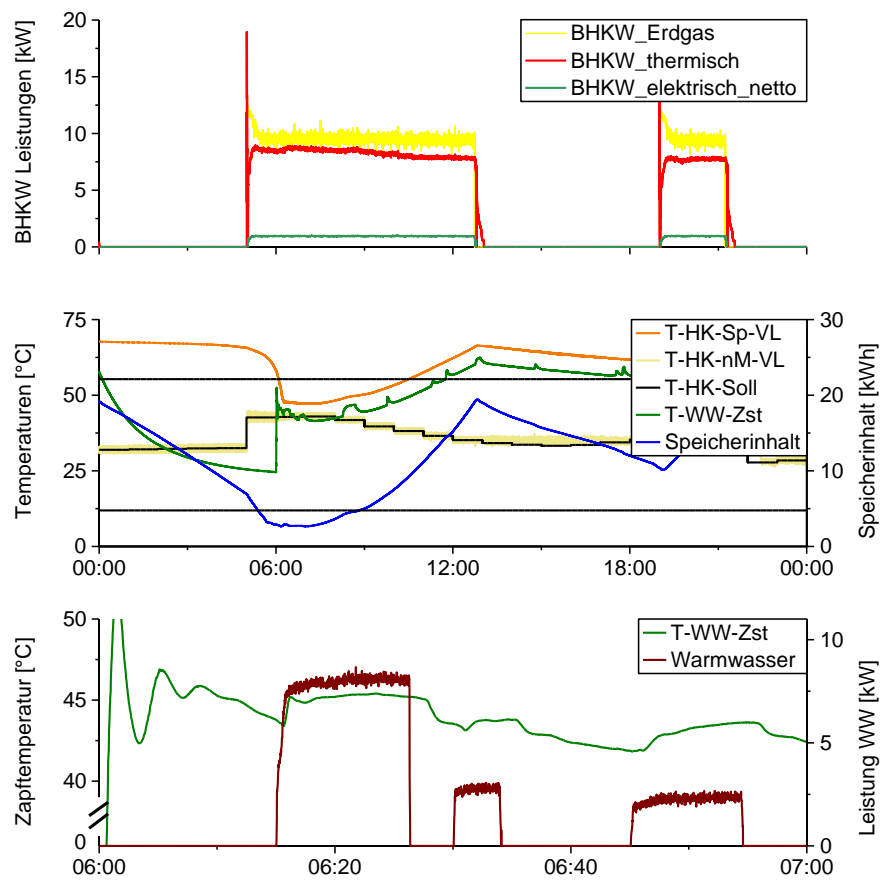 BHKW Leistungen [kW]
20
15
10
5
0
BHKW_Erdgas
BHKW_thermisch
BHKW_elektrisch_netto
Temperaturen [°C]
75
50
25
0
T-HK-Sp-VL
T-HK-nM-VL
T-HK-Soll
T-WW-Zst
Speicherinhalt
30
20
10
0
Speicherinhalt [kWh]
00:00 06:00 12:00 18:00 00:00
Zapftemperatur [°C]
50
45
40
0
T-WW-Zst
Warmwasser
10
5
0
Leistung WW [kW]
06:00 06:20 06:40 07:00